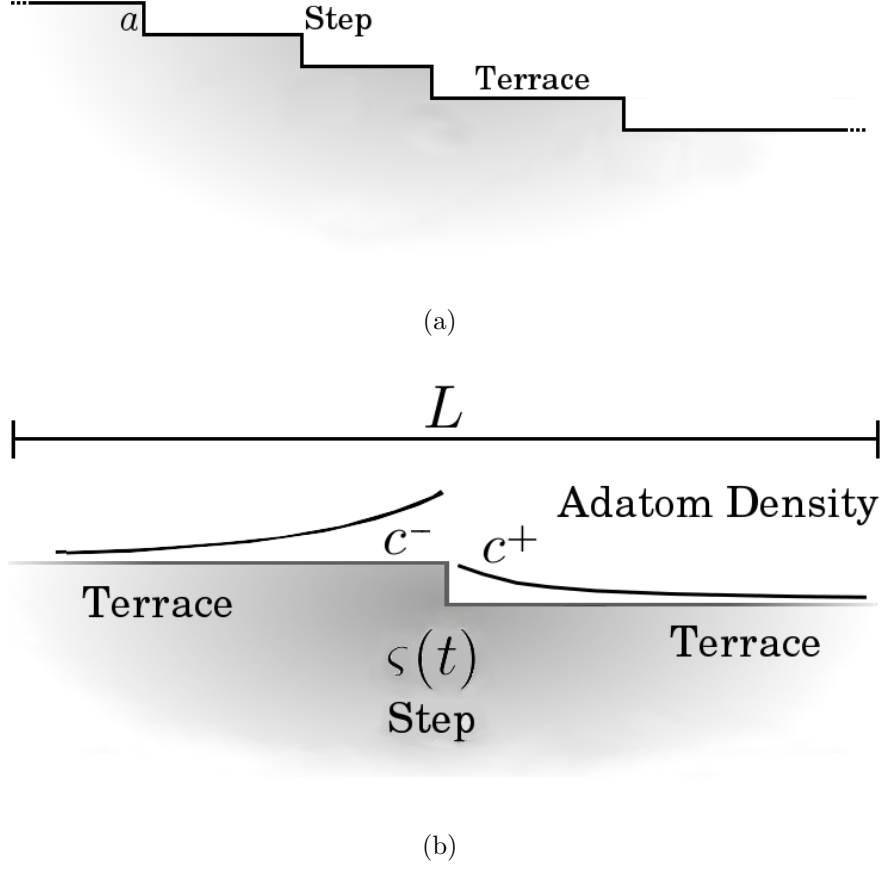 a
Step
Terrace
(a)
L
Adatom Density
c⁻
c⁺
Terrace
ς(t)
Step
Terrace
(b)